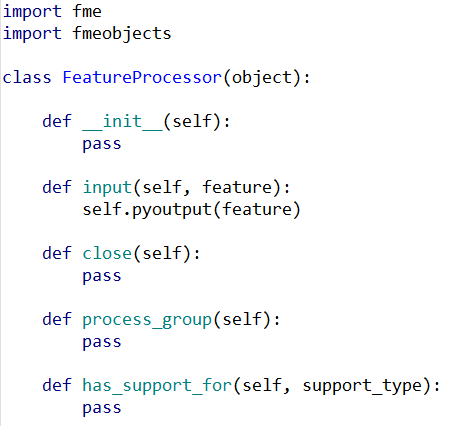 import fme
import fmeobjects
class FeatureProcessor(object):
def __init__(self):
pass
def input(self, feature):
self.pyoutput(feature)
def close(self):
pass
def process_group(self):
pass
def has_support_for(self, support_type):
pass